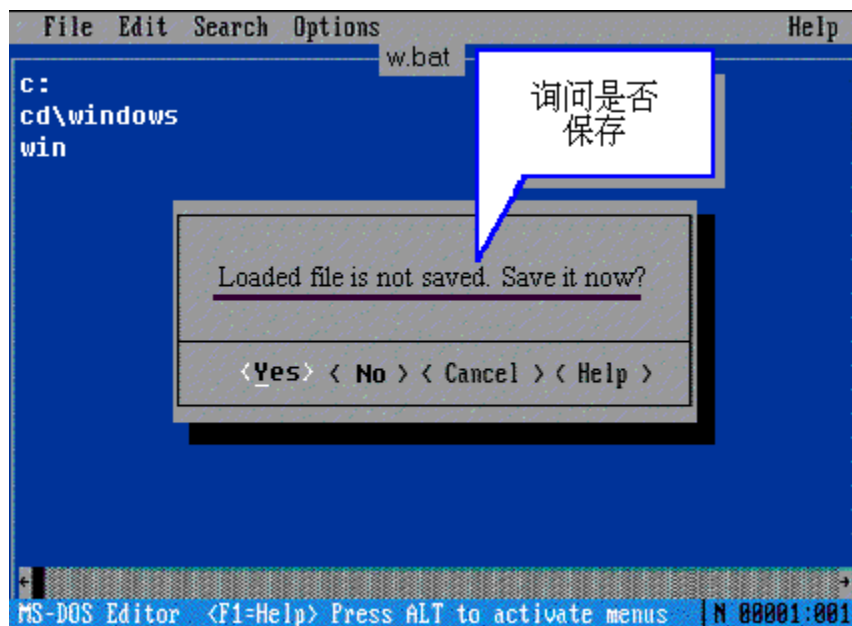 File Edit Search Options Help
w.bat
c:
cd\windows
win
询问是否
保存
Loaded file is not saved. Save it now?
<Yes> < No > < Cancel > < Help >
MS-DOS Editor <F1=Help> Press ALT to activate menus N 00001:001